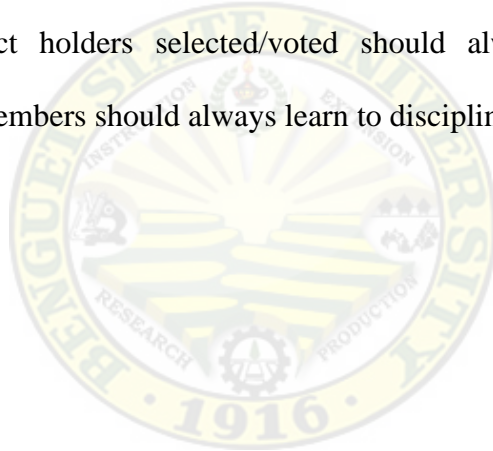 ct holders selected/voted should alv
embers should always learn to disciplin
BENGUET STATE UNIVERSITY
INSTRUCTION
EXTENSION
RESEARCH
PRODUCTION
· 1916 ·